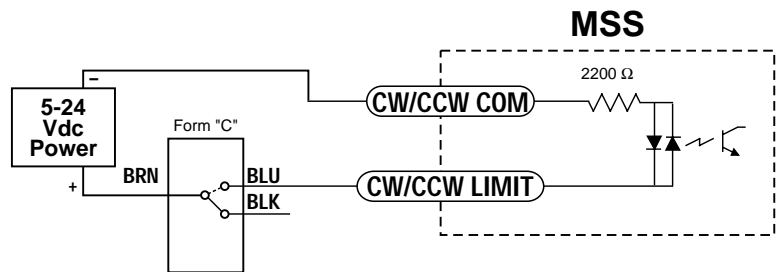 MSS
2200 Ω
–
CW/CCW COM
5-24
Vdc
Power
Form "C"
+
BRN
BLU
CW/CCW LIMIT
BLK